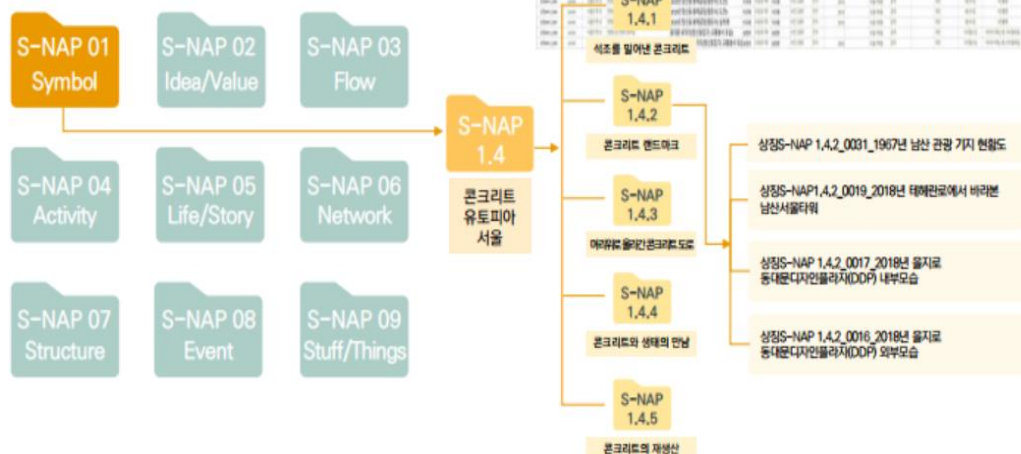 S-NAP 01
Symbol
S-NAP 02
Idea/Value
S-NAP 03
Flow
S-NAP 04
Activity
S-NAP 05
Life/Story
S-NAP 06
Network
S-NAP 07
Structure
S-NAP 08
Event
S-NAP 09
Stuff/Things
S-NAP
1.4
콘크리트
유토피아
서울
S-NAP
1.4.1
석조를 밀어낸 콘크리트
S-NAP
1.4.2
콘크리트 랜드마크
S-NAP
1.4.3
머리위로 올라간 콘크리트 도로
S-NAP
1.4.4
콘크리트와 생태의 만남
S-NAP
1.4.5
콘크리트의 재생산
상징S-NAP 1.4.2_0031_1967년 남산 관광 기지 현황도
상징S-NAP1.4.2_0019_2018년 테헤란로에서 바라본
남산서울타워
상징S-NAP 1.4.2_0017_2018년 을지로
동대문디자인플라자(DDP) 내부모습
상징S-NAP 1.4.2_0016_2018년 을지로
동대문디자인플라자(DDP) 외부모습